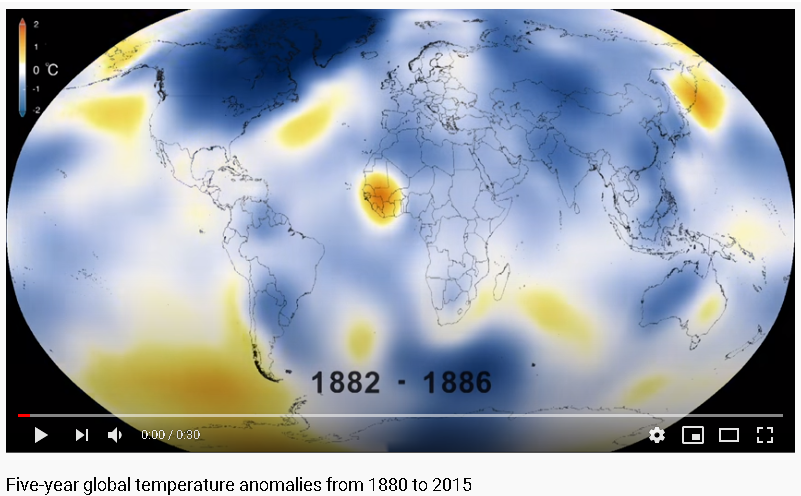 2
1
0 °C
-1
-2
1882 - 1886
0:00 / 0:30
Five-year global temperature anomalies from 1880 to 2015